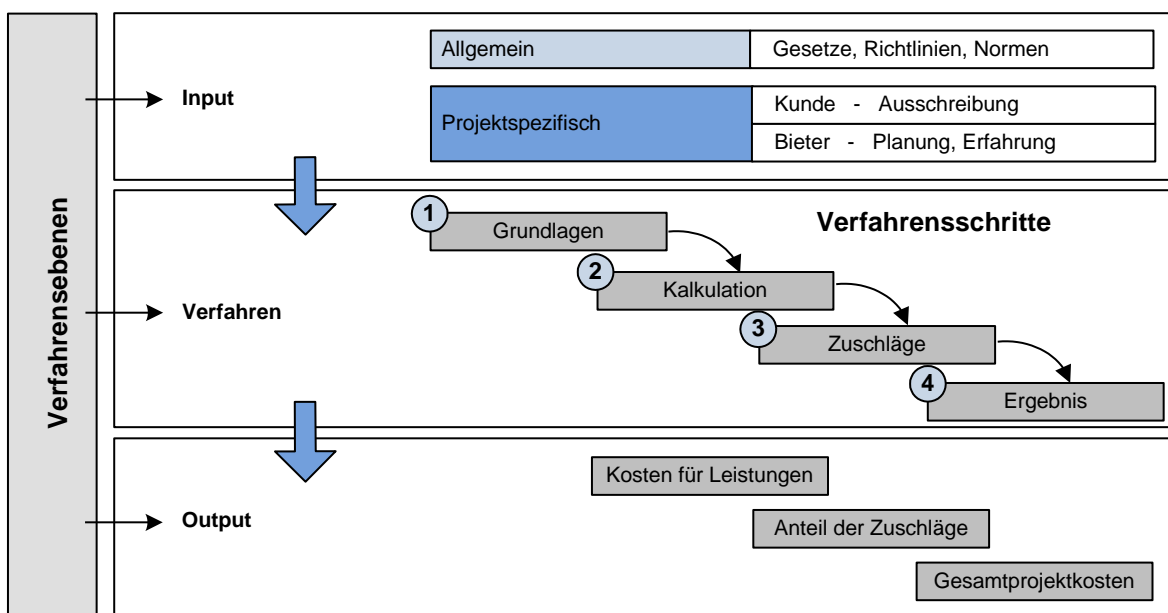 Verfahrensebenen
Input
Allgemein
Gesetze, Richtlinien, Normen
Projektspezifisch
Kunde - Ausschreibung
Bieter - Planung, Erfahrung
Verfahren
Verfahrensschritte
1
Grundlagen
2
Kalkulation
3
Zuschläge
4
Ergebnis
Output
Kosten für Leistungen
Anteil der Zuschläge
Gesamtprojektkosten